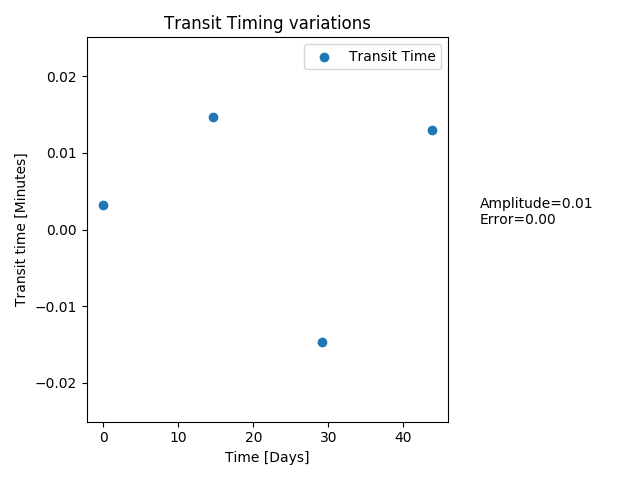 Transit Timing variations
Transit Time
0.02
0.01
0.00
−0.01
−0.02
Transit time [Minutes]
0
10
20
30
40
Time [Days]
Amplitude=0.01
Error=0.00